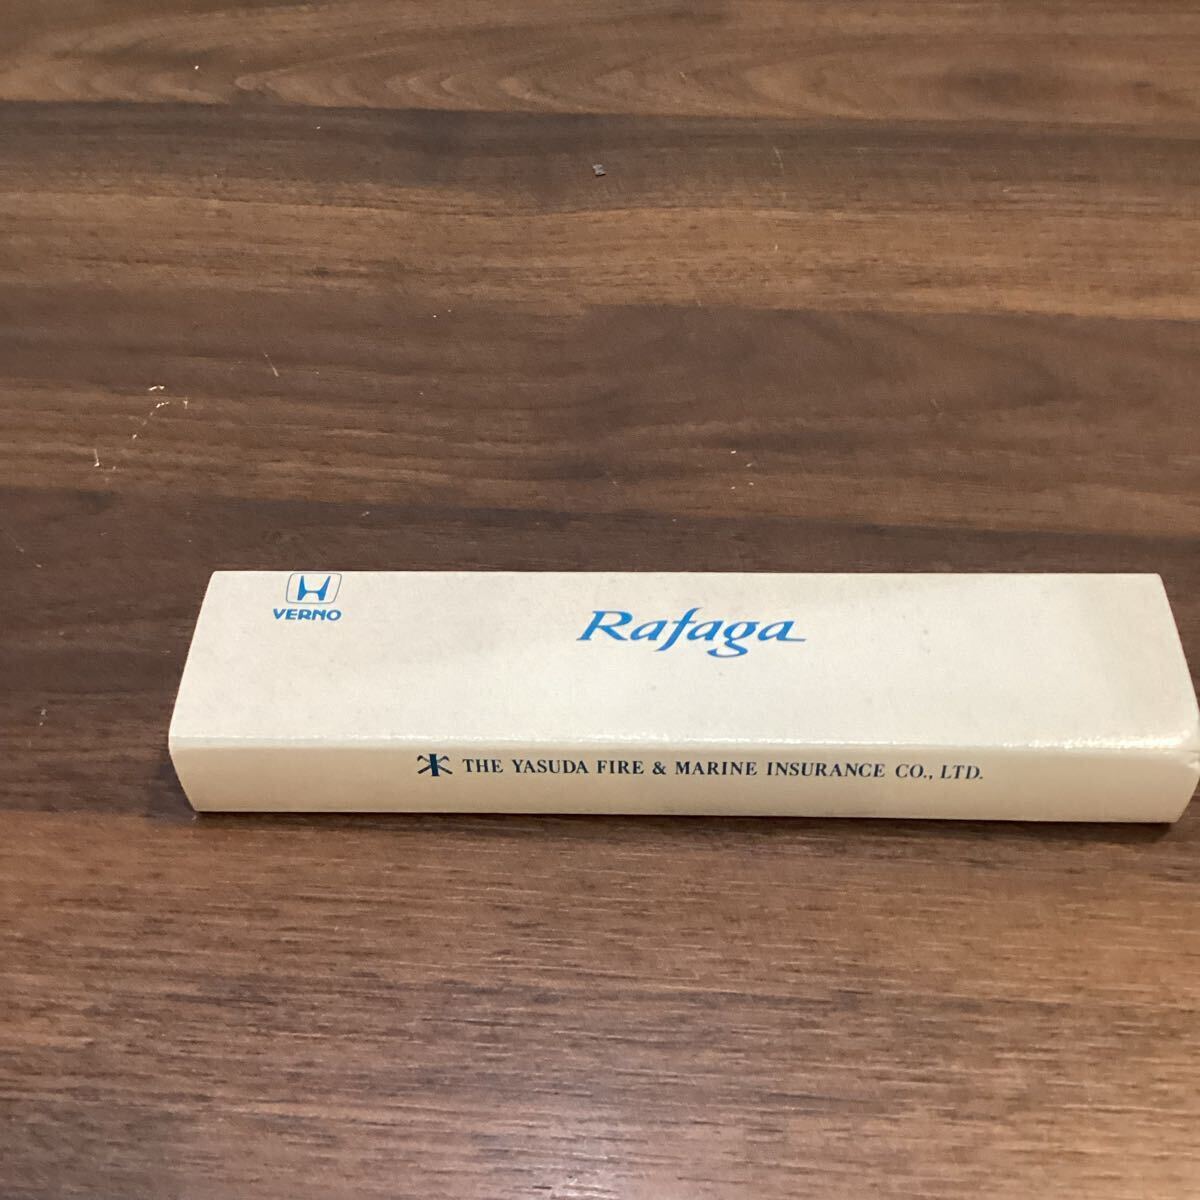 VERNO
Rafaga
THE YASUDA FIRE & MARINE INSURANCE CO., LTD.